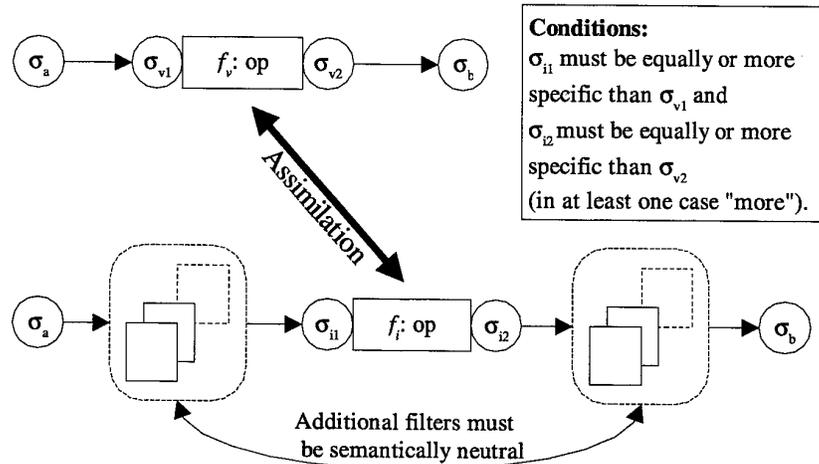 σa σv1 fv: op σv2 σb
Conditions:
σi1 must be equally or more
specific than σv1 and
σi2 must be equally or more
specific than σv2
(in at least one case "more").
Assimilation
σa σi1 fi: op σi2 σb
Additional filters must
be semantically neutral